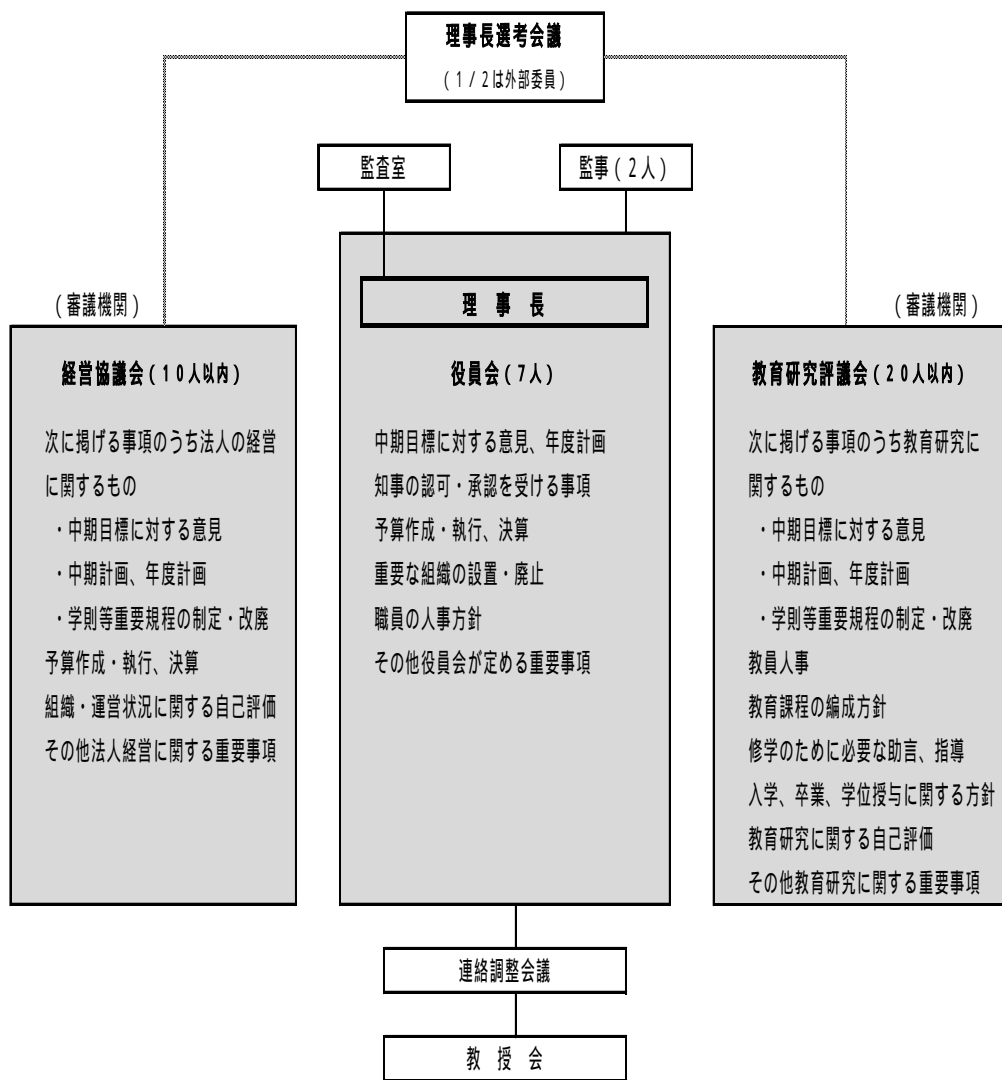 理事長選考会議
（１／２は外部委員）
監査室
監事（２人）
理　事　長
（審議機関）
経営協議会（１０人以内）
次に掲げる事項のうち法人の経営
に関するもの
・中期目標に対する意見
・中期計画、年度計画
・学則等重要規程の制定・改廃
予算作成・執行、決算
組織・運営状況に関する自己評価
その他法人経営に関する重要事項
役員会（７人）
中期目標に対する意見、年度計画
知事の認可・承認を受ける事項
予算作成・執行、決算
重要な組織の設置・廃止
職員の人事方針
その他役員会が定める重要事項
（審議機関）
教育研究評議会（２０人以内）
次に掲げる事項のうち教育研究に
関するもの
・中期目標に対する意見
・中期計画、年度計画
・学則等重要規程の制定・改廃
教員人事
教育課程の編成方針
修学のために必要な助言、指導
入学、卒業、学位授与に関する方針
教育研究に関する自己評価
その他教育研究に関する重要事項
連絡調整会議
教　授　会